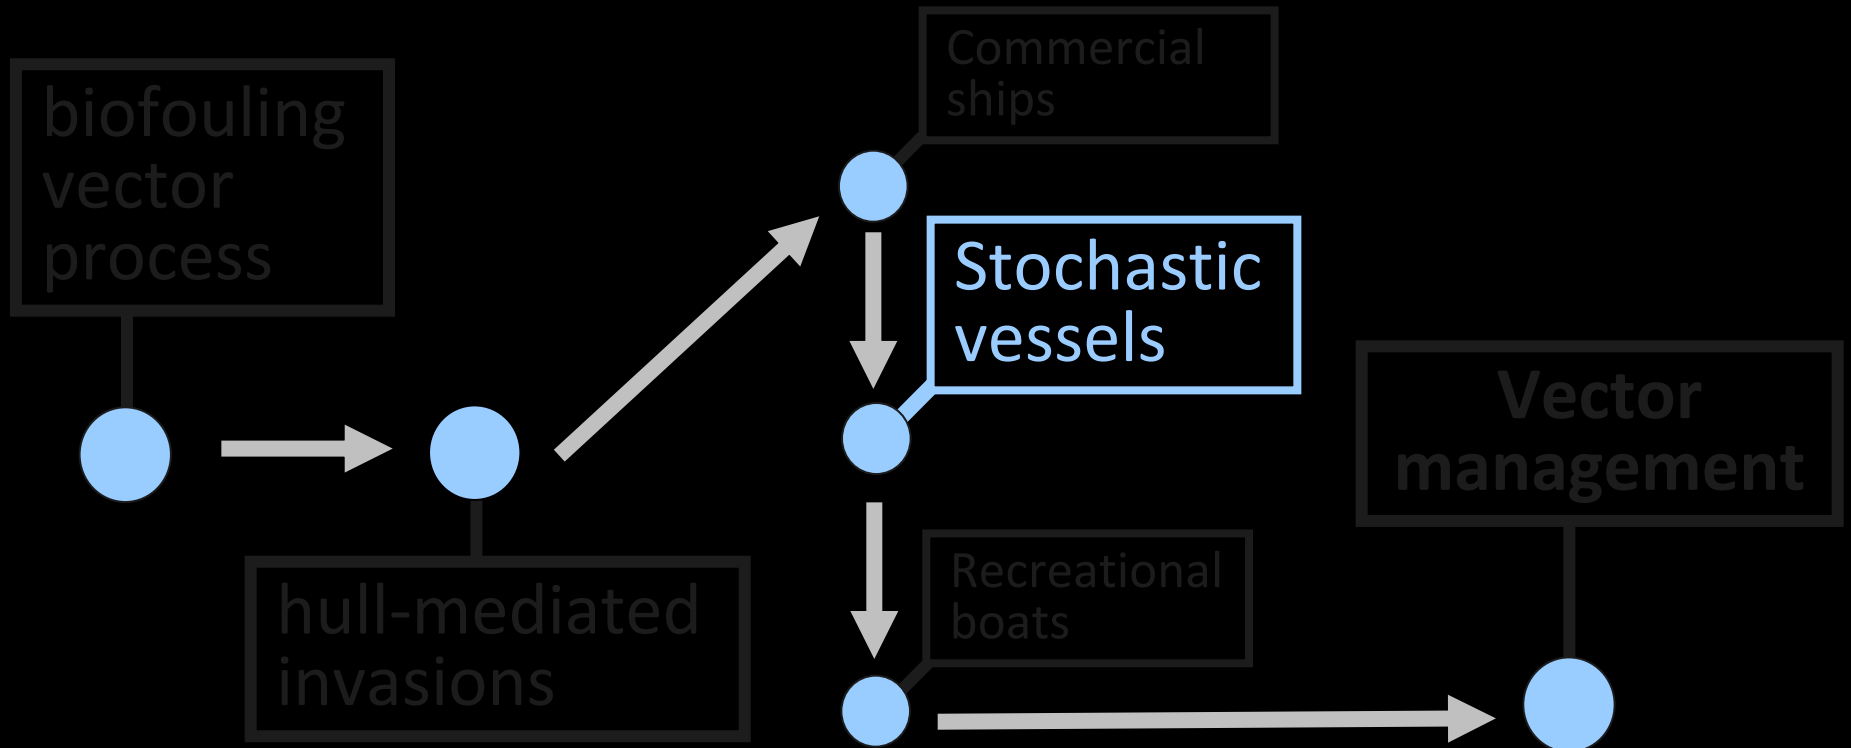 biofouling
vector
process
hull-mediated
invasions
Commercial
ships
Stochastic
vessels
Recreational
boats
Vector
management